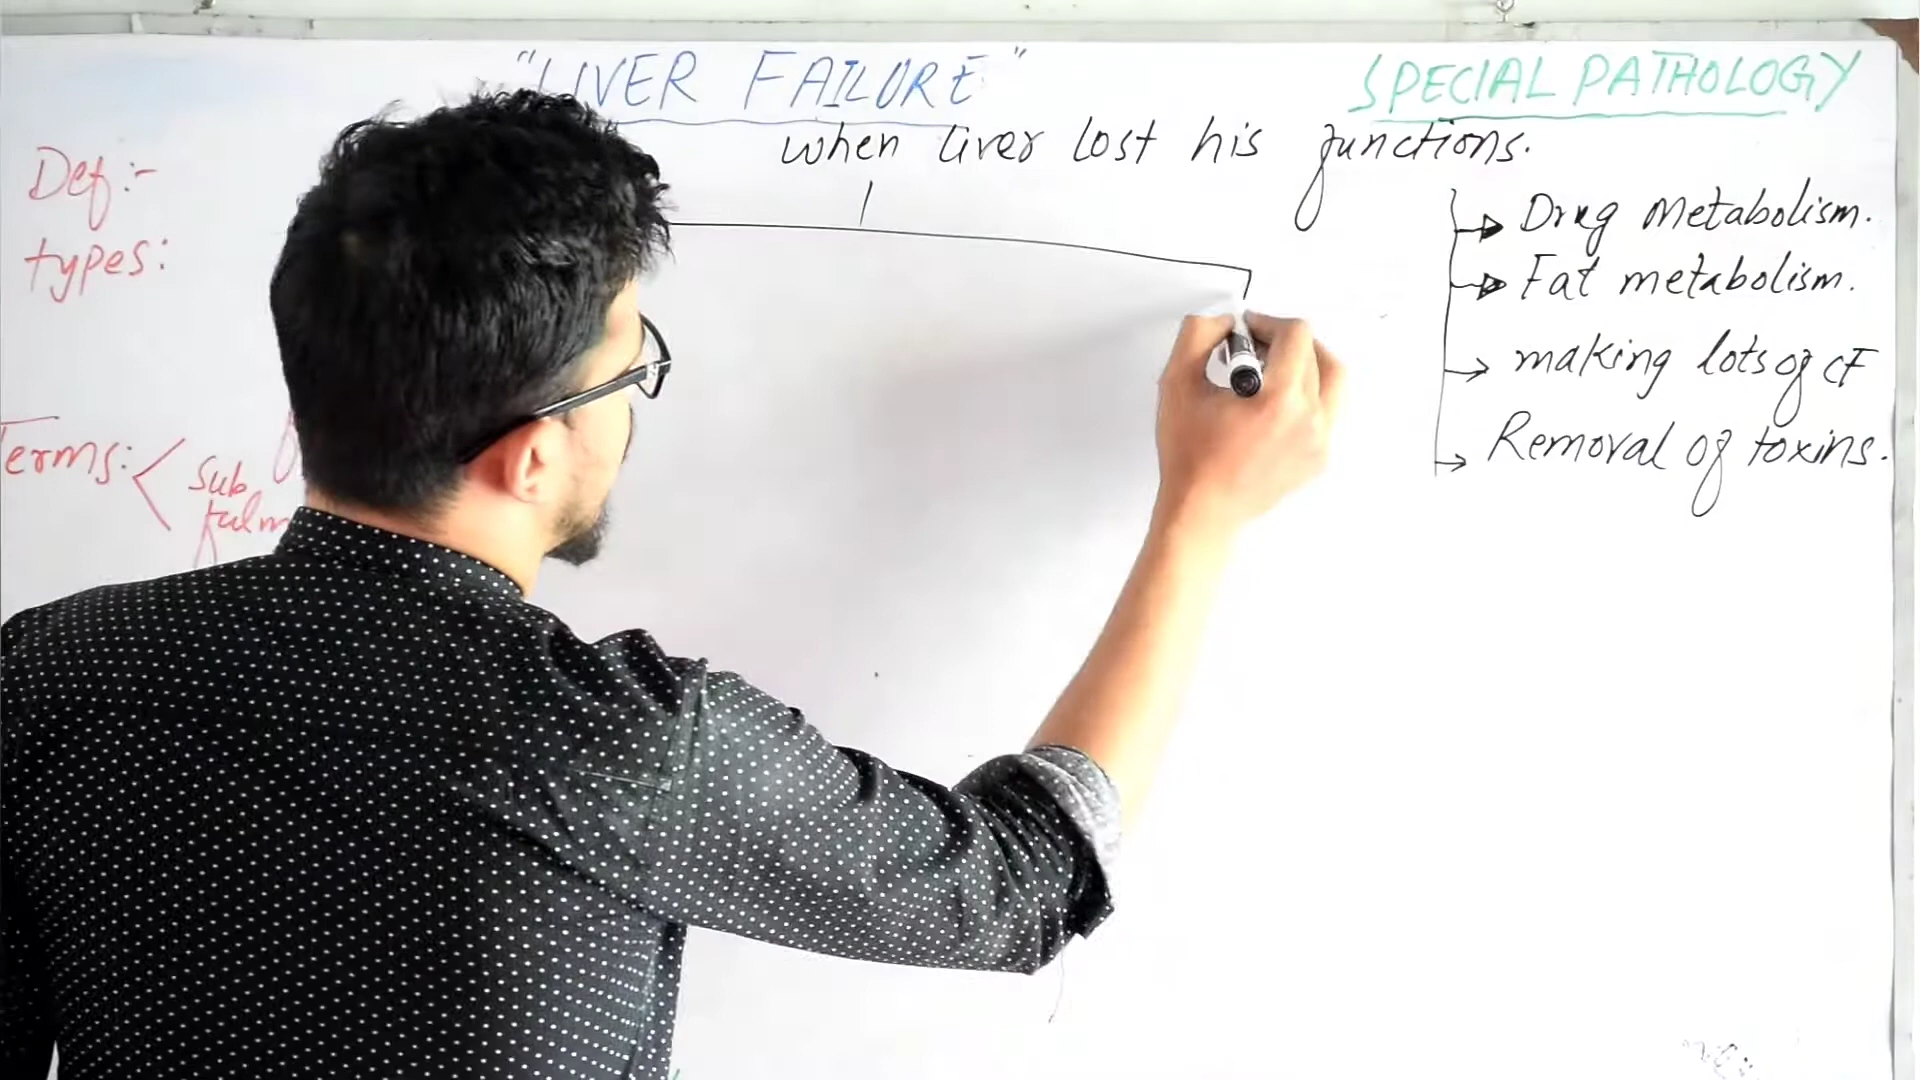 "LIVER FAILURE"
SPECIAL PATHOLOGY
when liver lost his functions.
Def:-
types:
Terms:
sub
fulm
Drug Metabolism.
Fat metabolism.
making lots of CF
Removal of toxins.